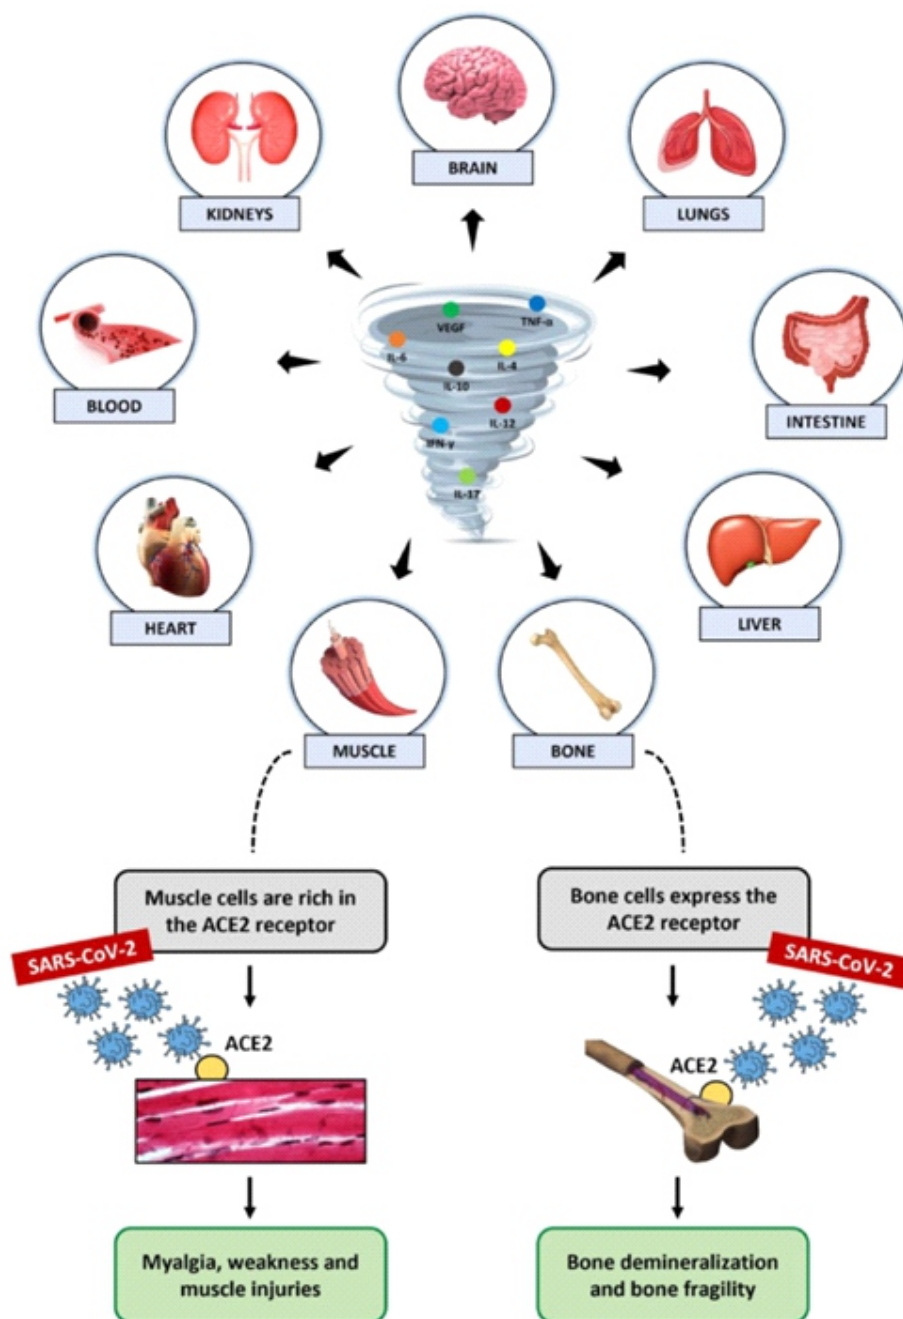 BRAIN
KIDNEYS
LUNGS
VEGF
TNF-α
IL-6
IL-4
IL-10
BLOOD
INTESTINE
IL-12
IFN-γ
IL-17
HEART
LIVER
MUSCLE
BONE
Muscle cells are rich in
the ACE2 receptor
SARS-CoV-2
ACE2
Myalgia, weakness and
muscle injuries
Bone cells express the
ACE2 receptor
SARS-CoV-2
ACE2
Bone demineralization
and bone fragility